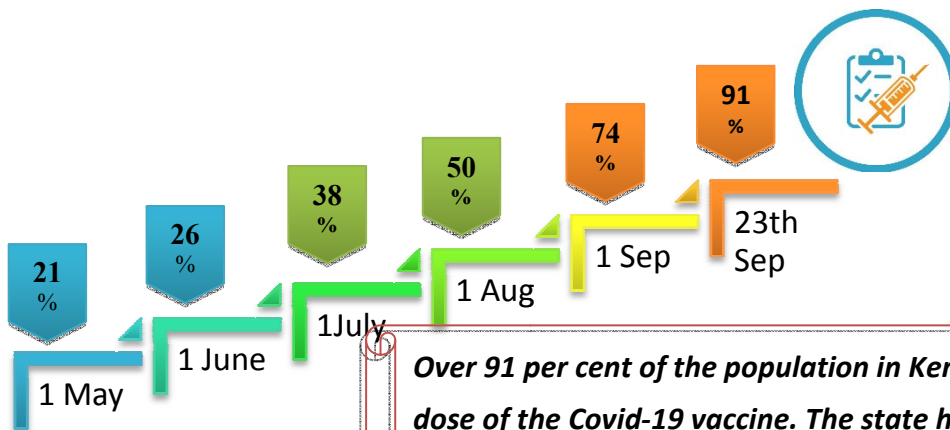 91
%
74
%
50
%
38
%
26
%
21
%
23th
Sep
1 Sep
1 Aug
1July
1 June
1 May
Over 91 per cent of the population in
dose of the Covid-19 vaccine. The state